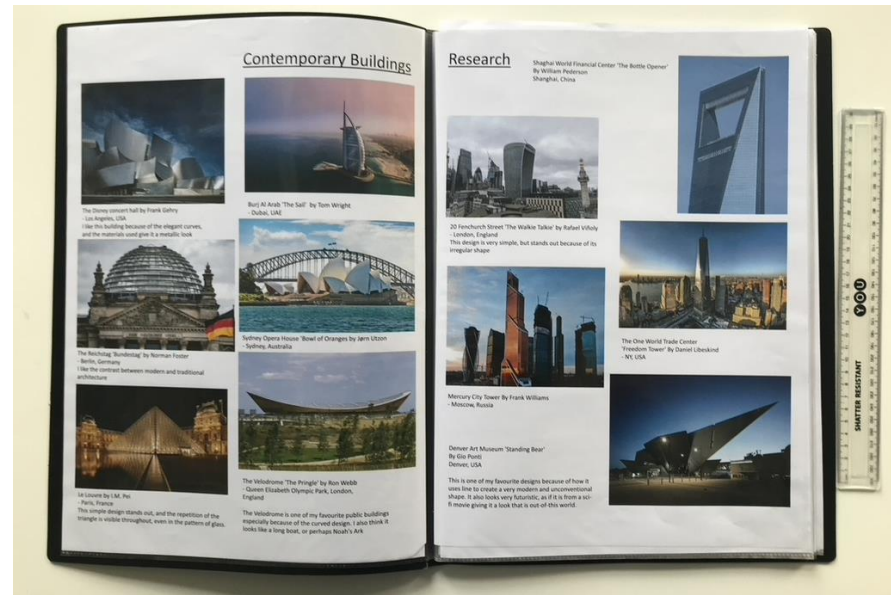 Contemporary Buildings
The Disney concert hall by Frank Gehry
- Los Angeles, USA
I like this building because of the elegant curves,
and the materials used give it a metallic look
Burj Al Arab 'The Sail' by Tom Wright
- Dubai, UAE
The Reichstag 'Bundestag' by Norman Foster
- Berlin, Germany
I like the contrast between modern and traditional
architecture
Sydney Opera House 'Bowl of Oranges by Jørn Utzon
- Sydney, Australia
Le Louvre by I.M. Pei
- Paris, France
This simple design stands out, and the repetition of the
triangle is visible throughout, even in the pattern of glass.
The Velodrome 'The Pringle' by Ron Webb
- Queen Elizabeth Olympic Park, London,
England
The Velodrome is one of my favourite public buildings
especially because of the curved design. I also think it
looks like a long boat, or perhaps Noah's Ark
Research
Shaghai World Financial Center 'The Bottle Opener'
By William Pederson
Shanghai, China
20 Fenchurch Street 'The Walkie Talkie' by Rafael Viñoly
- London, England
This design is very simple, but stands out because of its
irregular shape
The One World Trade Center
'Freedom Tower' By Daniel Libeskind
- NY, USA
Mercury City Tower By Frank Williams
- Moscow, Russia
Denver Art Museum 'Standing Bear'
By Gio Ponti
Denver, USA
This is one of my favourite designs because of how it
uses line to create a very modern and unconventional
shape. It also looks very futuristic, as if it is from a sci-
fi movie giving it a look that is out-of-this world.
SHATTER RESISTANT
YOU